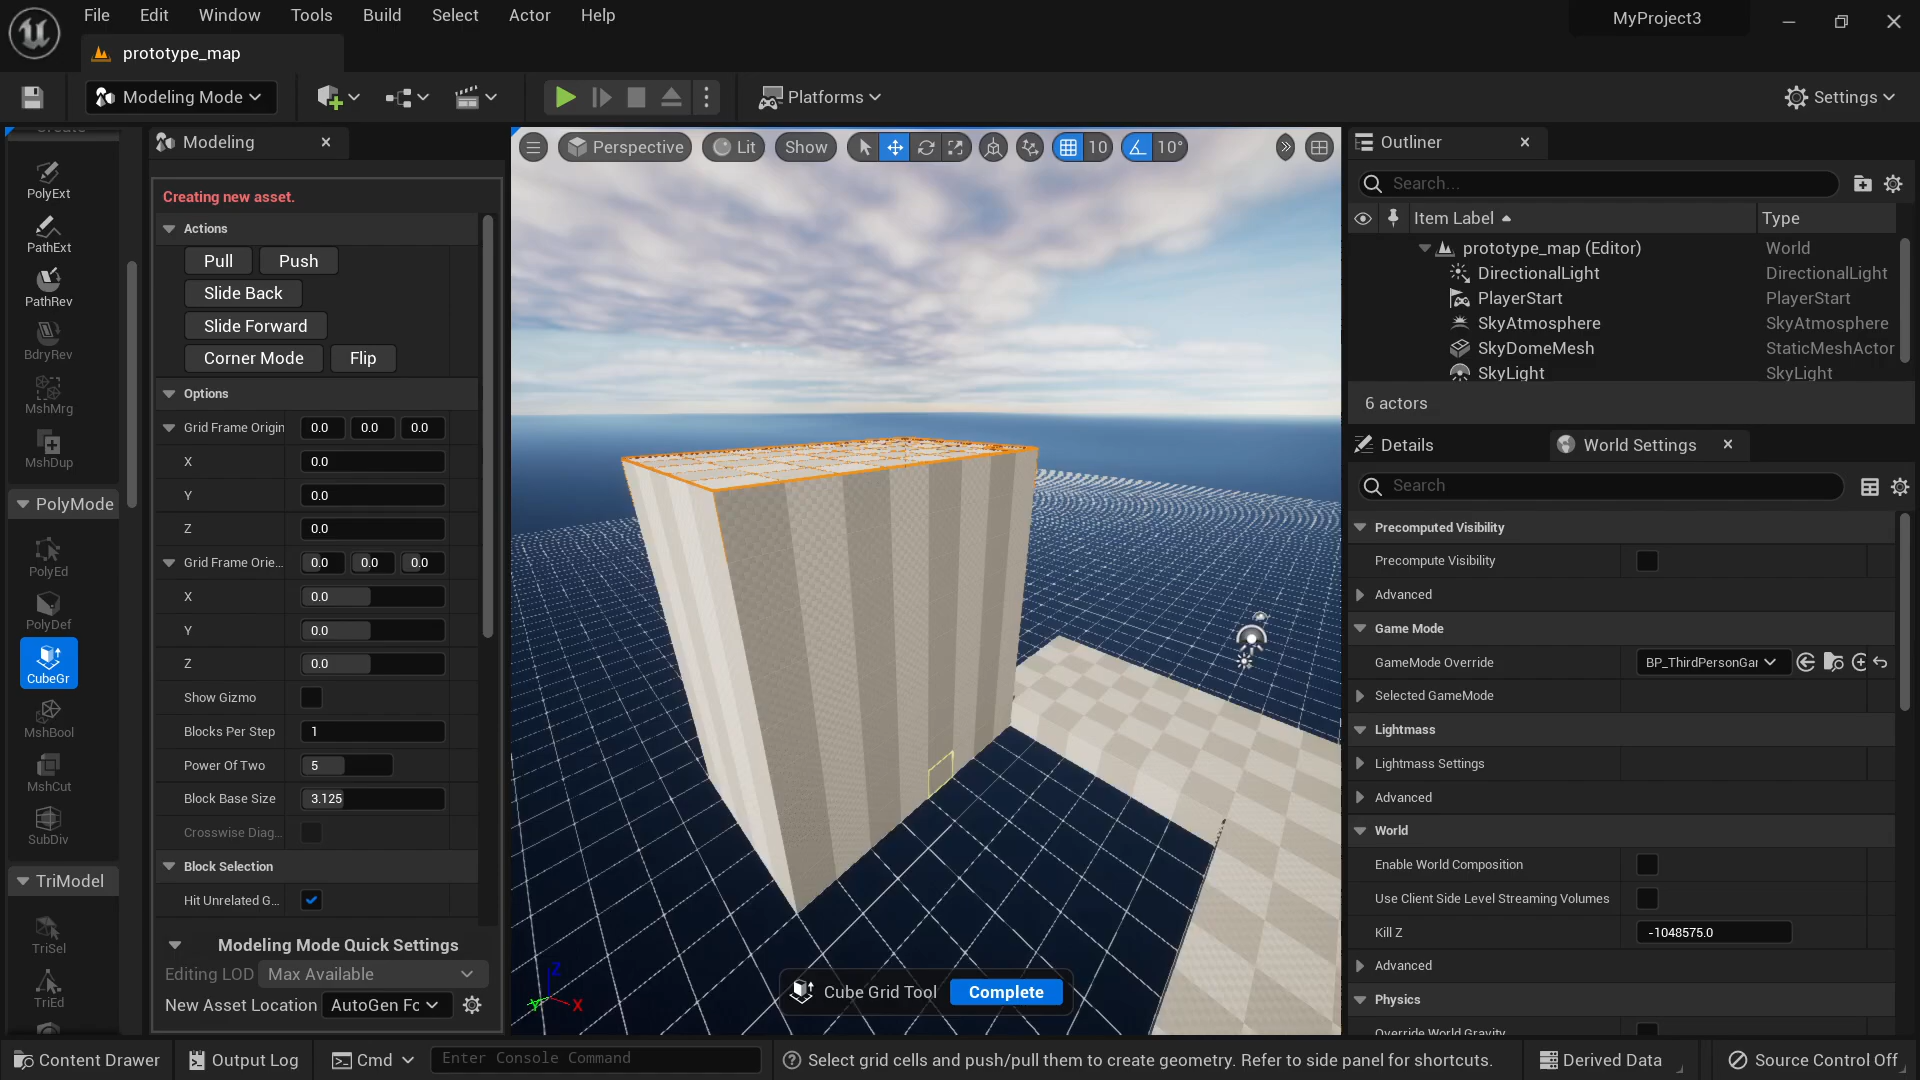 File Edit Window Tools Build Select Actor Help
MyProject3
prototype_map
Modeling Mode
Platforms
Settings
PolyExt
PathExt
PathRev
BdryRev
MshMrg
MshDup
PolyMode
PolyEd
PolyDef
CubeGr
MshBool
MshCut
SubDiv
TriModel
TriSel
TriEd
Modeling
Creating new asset.
Actions
Pull Push
Slide Back
Slide Forward
Corner Mode Flip
Options
Grid Frame Origin 0.0 0.0 0.0
X 0.0
Y 0.0
Z 0.0
Grid Frame Orie... 0.0 0.0 0.0
X 0.0
Y 0.0
Z 0.0
Show Gizmo
Blocks Per Step 1
Power Of Two 5
Block Base Size 3.125
Crosswise Diag...
Block Selection
Hit Unrelated G...
Modeling Mode Quick Settings
Editing LOD Max Available
New Asset Location AutoGen Fc
Perspective Lit Show 10 10°
Z
Y X
Cube Grid Tool Complete
Outliner
Search...
Item Label Type
prototype_map (Editor) World
DirectionalLight DirectionalLight
PlayerStart PlayerStart
SkyAtmosphere SkyAtmosphere
SkyDomeMesh StaticMeshActor
SkyLight SkyLight
6 actors
Details World Settings
Search
Precomputed Visibility
Precompute Visibility
Advanced
Game Mode
GameMode Override BP_ThirdPersonGar
Selected GameMode
Lightmass
Lightmass Settings
Advanced
World
Enable World Composition
Use Client Side Level Streaming Volumes
Kill Z -1048575.0
Advanced
Physics
Override World Gravity
Content Drawer Output Log Cmd Enter Console Command Select grid cells and push/pull them to create geometry. Refer to side panel for shortcuts. Derived Data Source Control Off